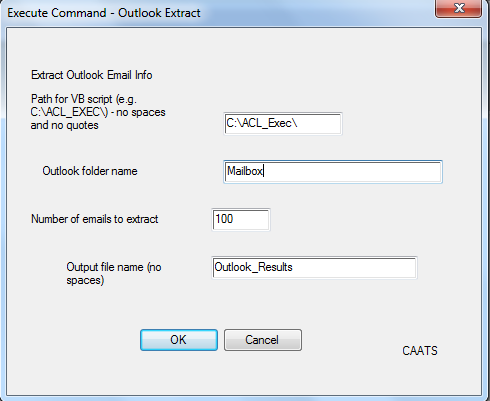 Execute Command - Outlook Extract
Extract Outlook Email Info
Path for VB script (e.g.
C:\ACL_EXEC\) - no spaces
and no quotes
C:\ACL_Exec\
Outlook folder name
Mailbox
Number of emails to extract
100
Output file name (no
spaces)
Outlook_Results
OK
Cancel
CAATS